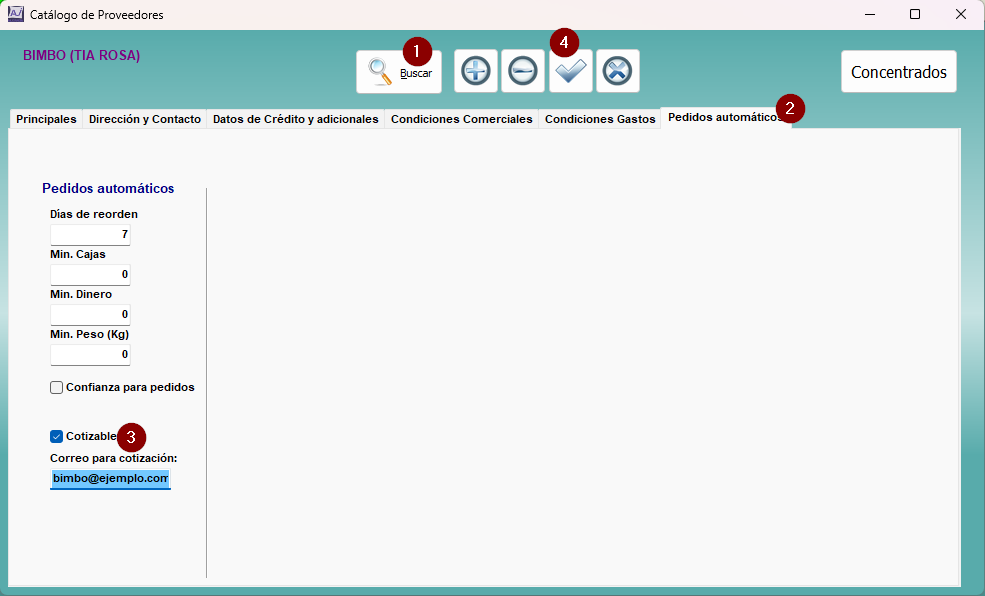 Catálogo de Proveedores
BIMBO (TIA ROSA)
1
Buscar
4
Concentrados
Principales
Dirección y Contacto
Datos de Crédito y adicionales
Condiciones Comerciales
Condiciones Gastos
Pedidos automáticos
2
Pedidos automáticos
Días de reorden
7
Min. Cajas
0
Min. Dinero
0
Min. Peso (Kg)
0
Confianza para pedidos
Cotizable
3
Correo para cotización:
bimbo@ejemplo.com